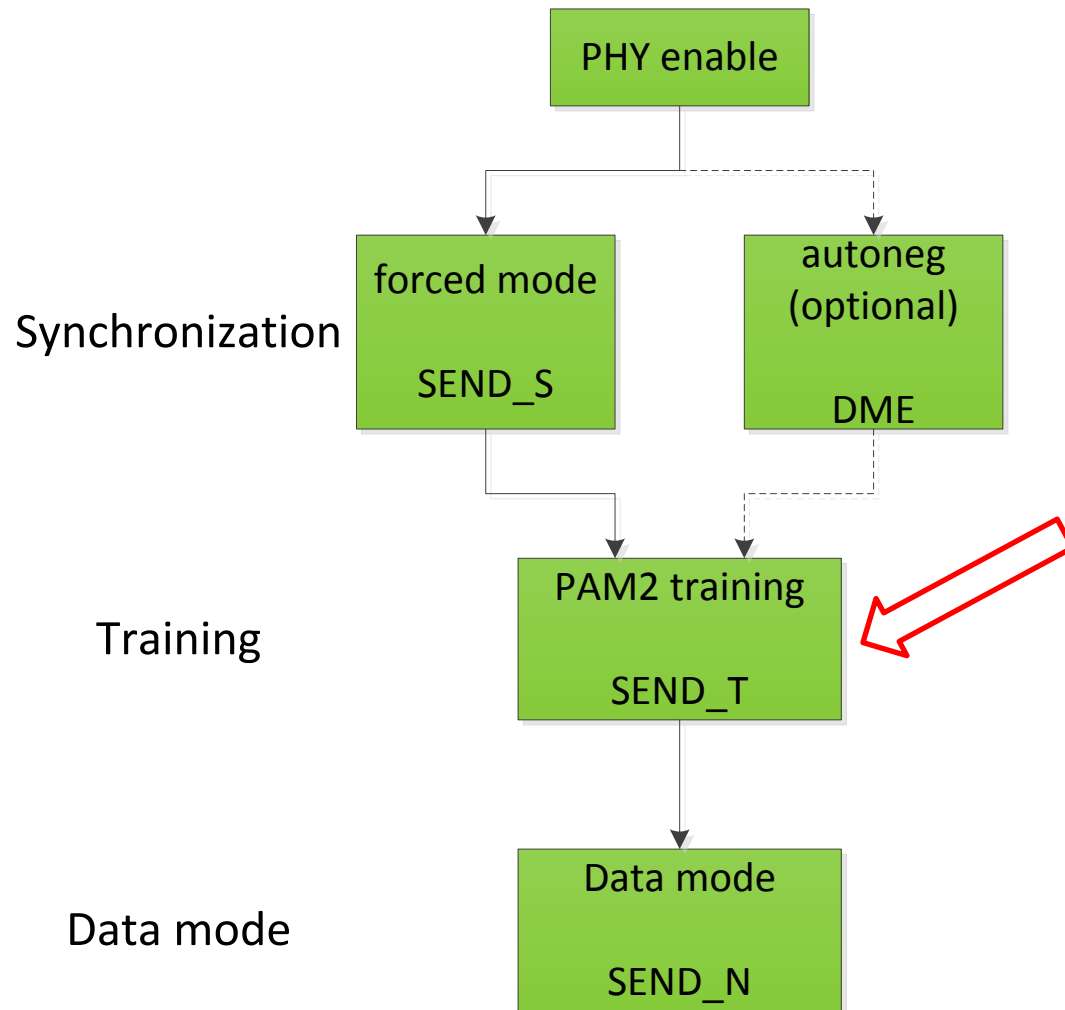 PHY enable
Synchronization
forced mode
SEND_S
autoneg
(optional)
DME
Training
PAM2 training
SEND_T
Data mode
Data mode
SEND_N